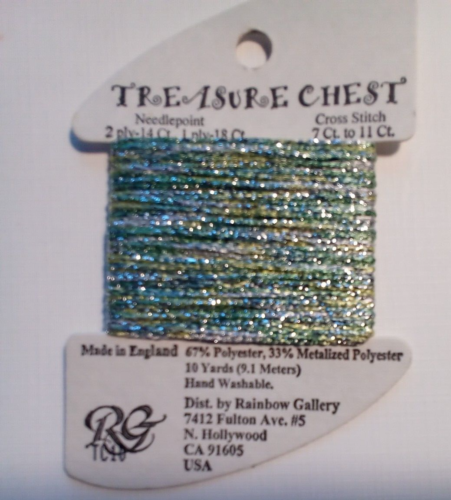 TREASURE CHEST
Needlepoint
Cross Stitch
2 ply-14 Ct. 1 ply-18 Ct.
7 Ct. to 11 Ct.
Made in England
67% Polyester, 33% Metalized Polyester
10 Yards (9.1 Meters)
Hand Washable.
Dist. by Rainbow Gallery
7412 Fulton Ave. #5
N. Hollywood
CA 91605
USA
RG